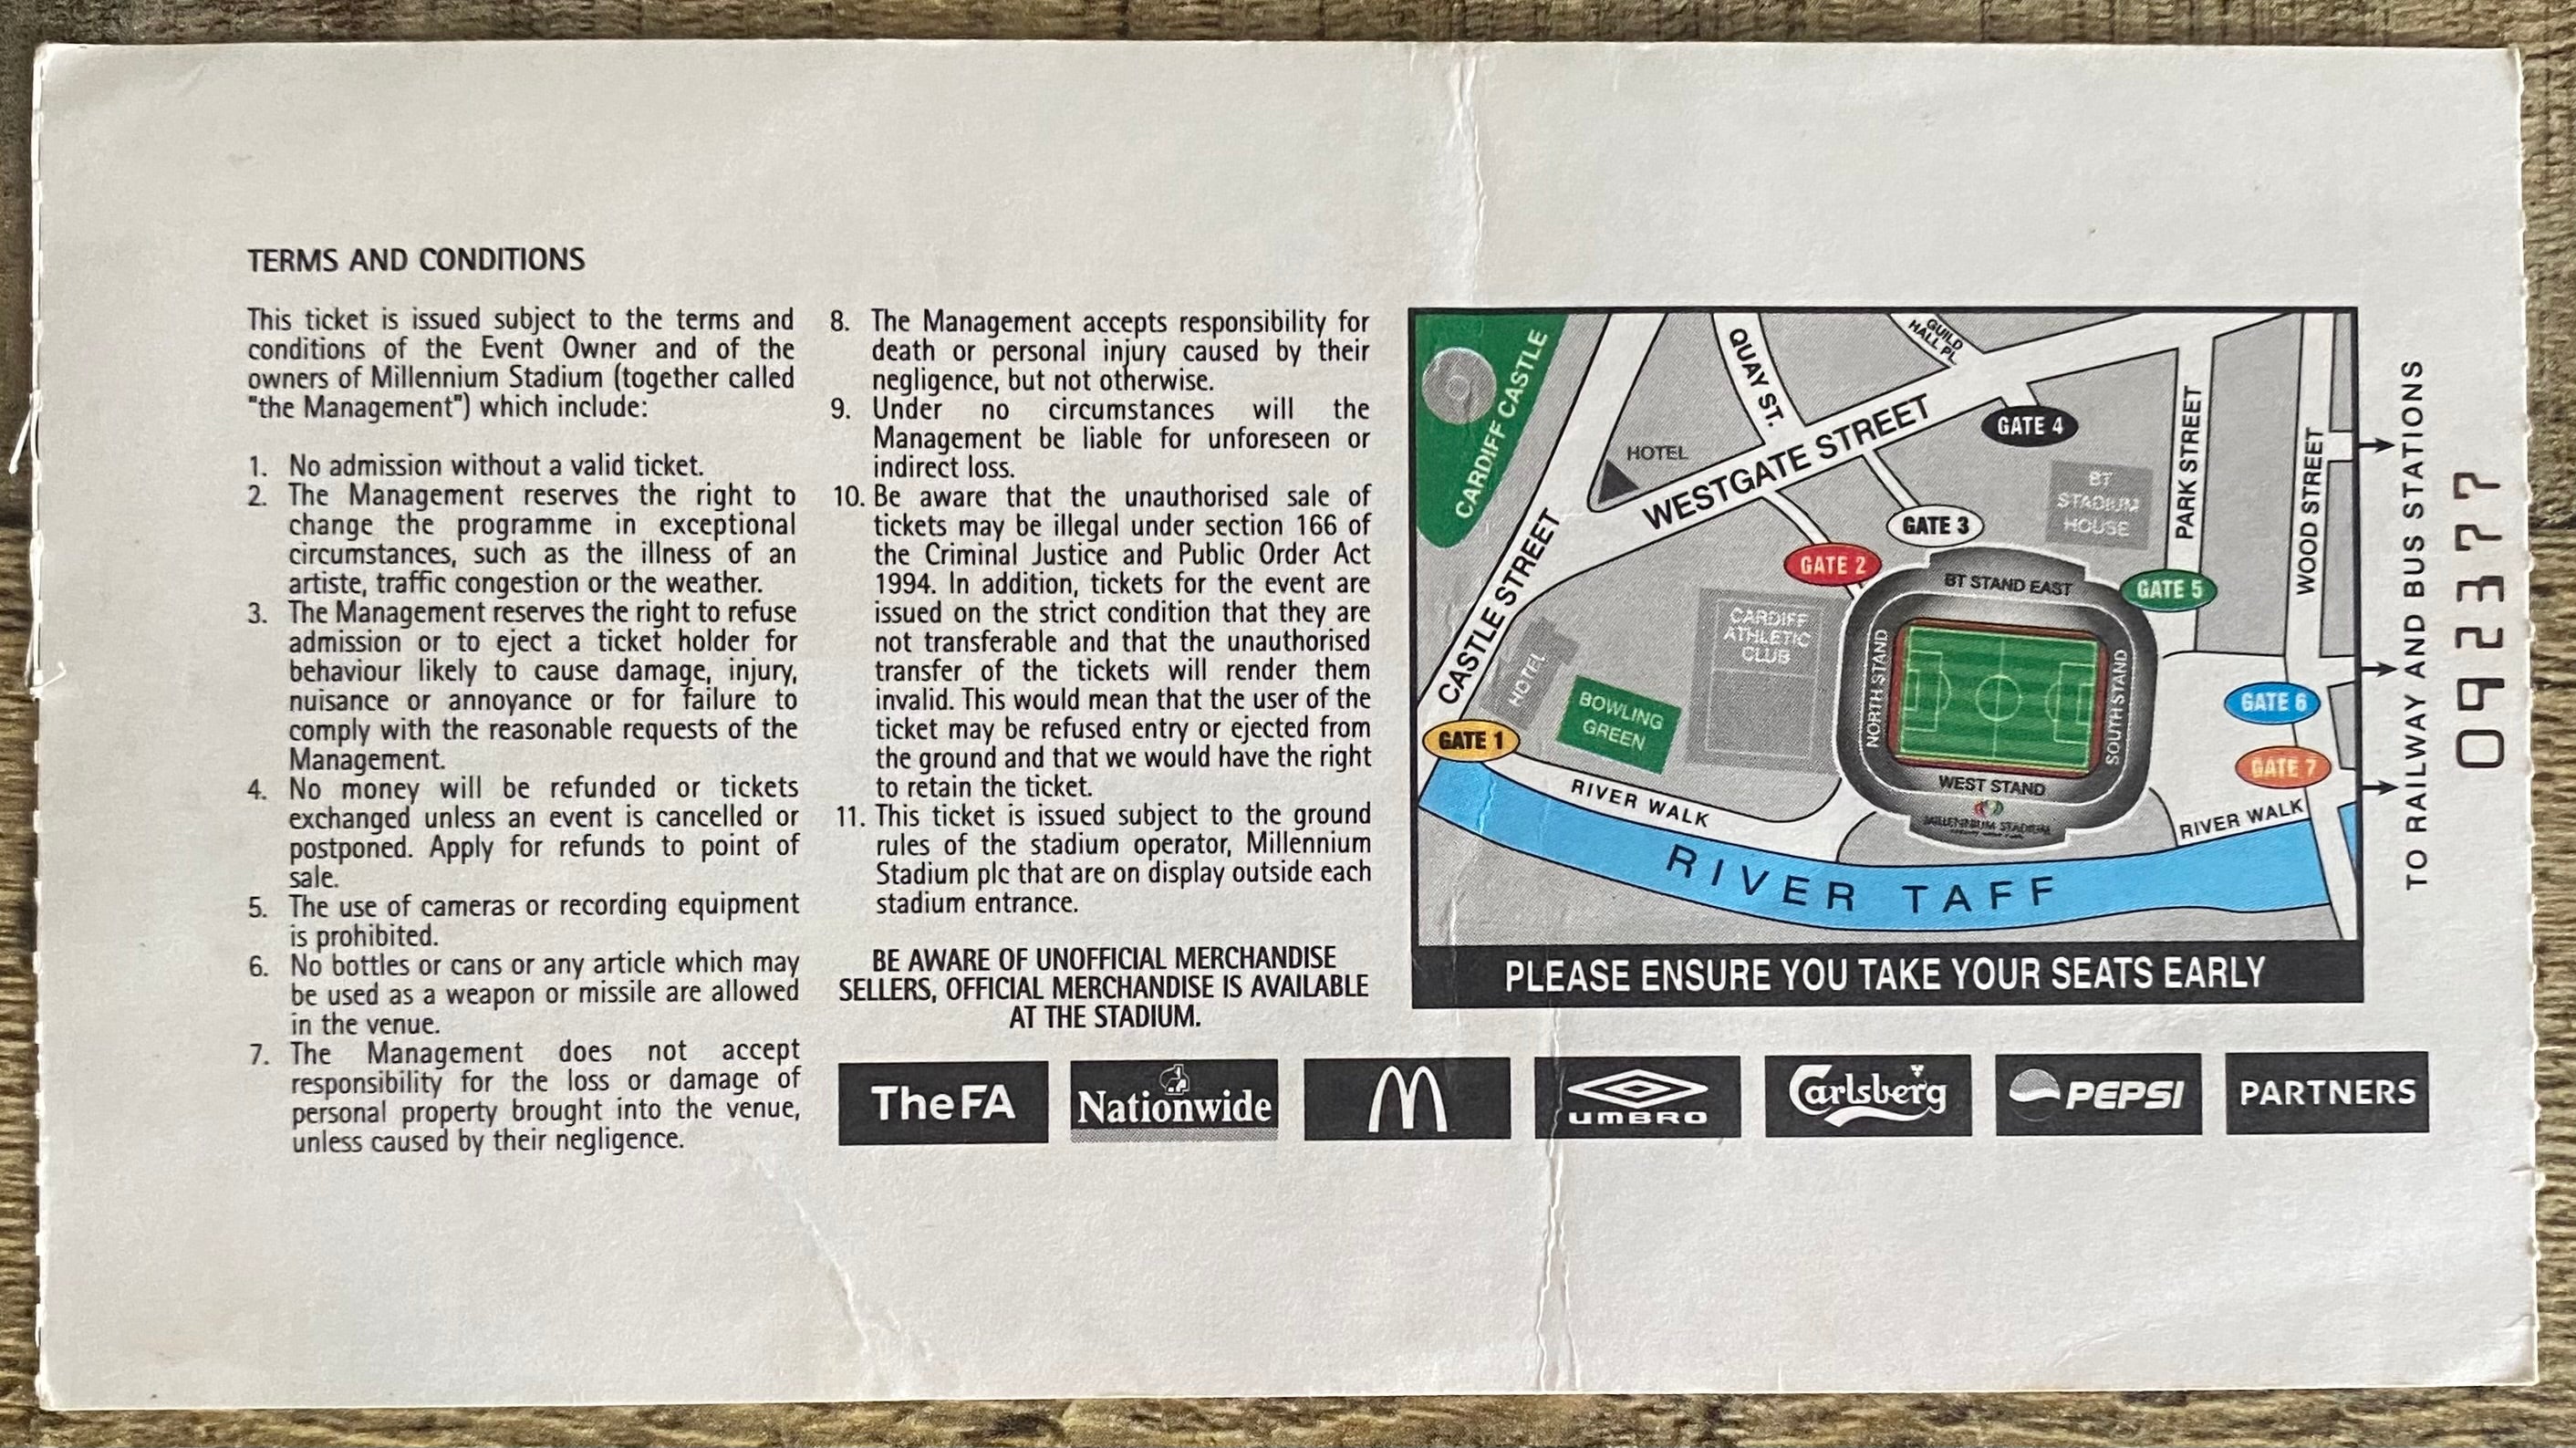 TERMS AND CONDITIONS
This ticket is issued subject to the terms and
conditions of the Event Owner and of the
owners of Millennium Stadium (together called
"the Management") which include:
1. No admission without a valid ticket.
2. The Management reserves the right to
change the programme in exceptional
circumstances, such as the illness of an
artiste, traffic congestion or the weather.
3. The Management reserves the right to refuse
admission or to eject a ticket holder for
behaviour likely to cause damage, injury,
nuisance or annoyance or for failure to
comply with the reasonable requests of the
Management.
4. No money will be refunded or tickets
exchanged unless an event is cancelled or
postponed. Apply for refunds to point of
sale.
5. The use of cameras or recording equipment
is prohibited.
6. No bottles or cans or any article which may
be used as a weapon or missile are allowed
in the venue.
7. The Management does not accept
responsibility for the loss or damage of
personal property brought into the venue,
unless caused by their negligence.
8. The Management accepts responsibility for
death or personal injury caused by their
negligence, but not otherwise.
9. Under no circumstances will the
Management be liable for unforeseen or
indirect loss.
10. Be aware that the unauthorised sale of
tickets may be illegal under section 166 of
the Criminal Justice and Public Order Act
1994. In addition, tickets for the event are
issued on the strict condition that they are
not transferable and that the unauthorised
transfer of the tickets will render them
invalid. This would mean that the user of the
ticket may be refused entry or ejected from
the ground and that we would have the right
to retain the ticket.
11. This ticket is issued subject to the ground
rules of the stadium operator, Millennium
Stadium plc that are on display outside each
stadium entrance.
BE AWARE OF UNOFFICIAL MERCHANDISE
SELLERS, OFFICIAL MERCHANDISE IS AVAILABLE
AT THE STADIUM.
CARDIFF CASTLE
QUAY ST.
GUILD
HALL PL.
HOTEL
WESTGATE STREET
GATE 4
BT
STADIUM
HOUSE
PARK STREET
WOOD STREET
CASTLE STREET
GATE 3
GATE 2
GATE 5
BT STAND EAST
CARDIFF
ATHLETIC
CLUB
NORTH STAND
SOUTH STAND
HOTEL
BOWLING
GREEN
GATE 1
GATE 6
GATE 7
WEST STAND
MILLENNIUM STADIUM
RIVER WALK
RIVER WALK
RIVER TAFF
TO RAILWAY AND BUS STATIONS
092377
PLEASE ENSURE YOU TAKE YOUR SEATS EARLY
TheFA
Nationwide
UMBRO
Carlsberg
PEPSI
PARTNERS